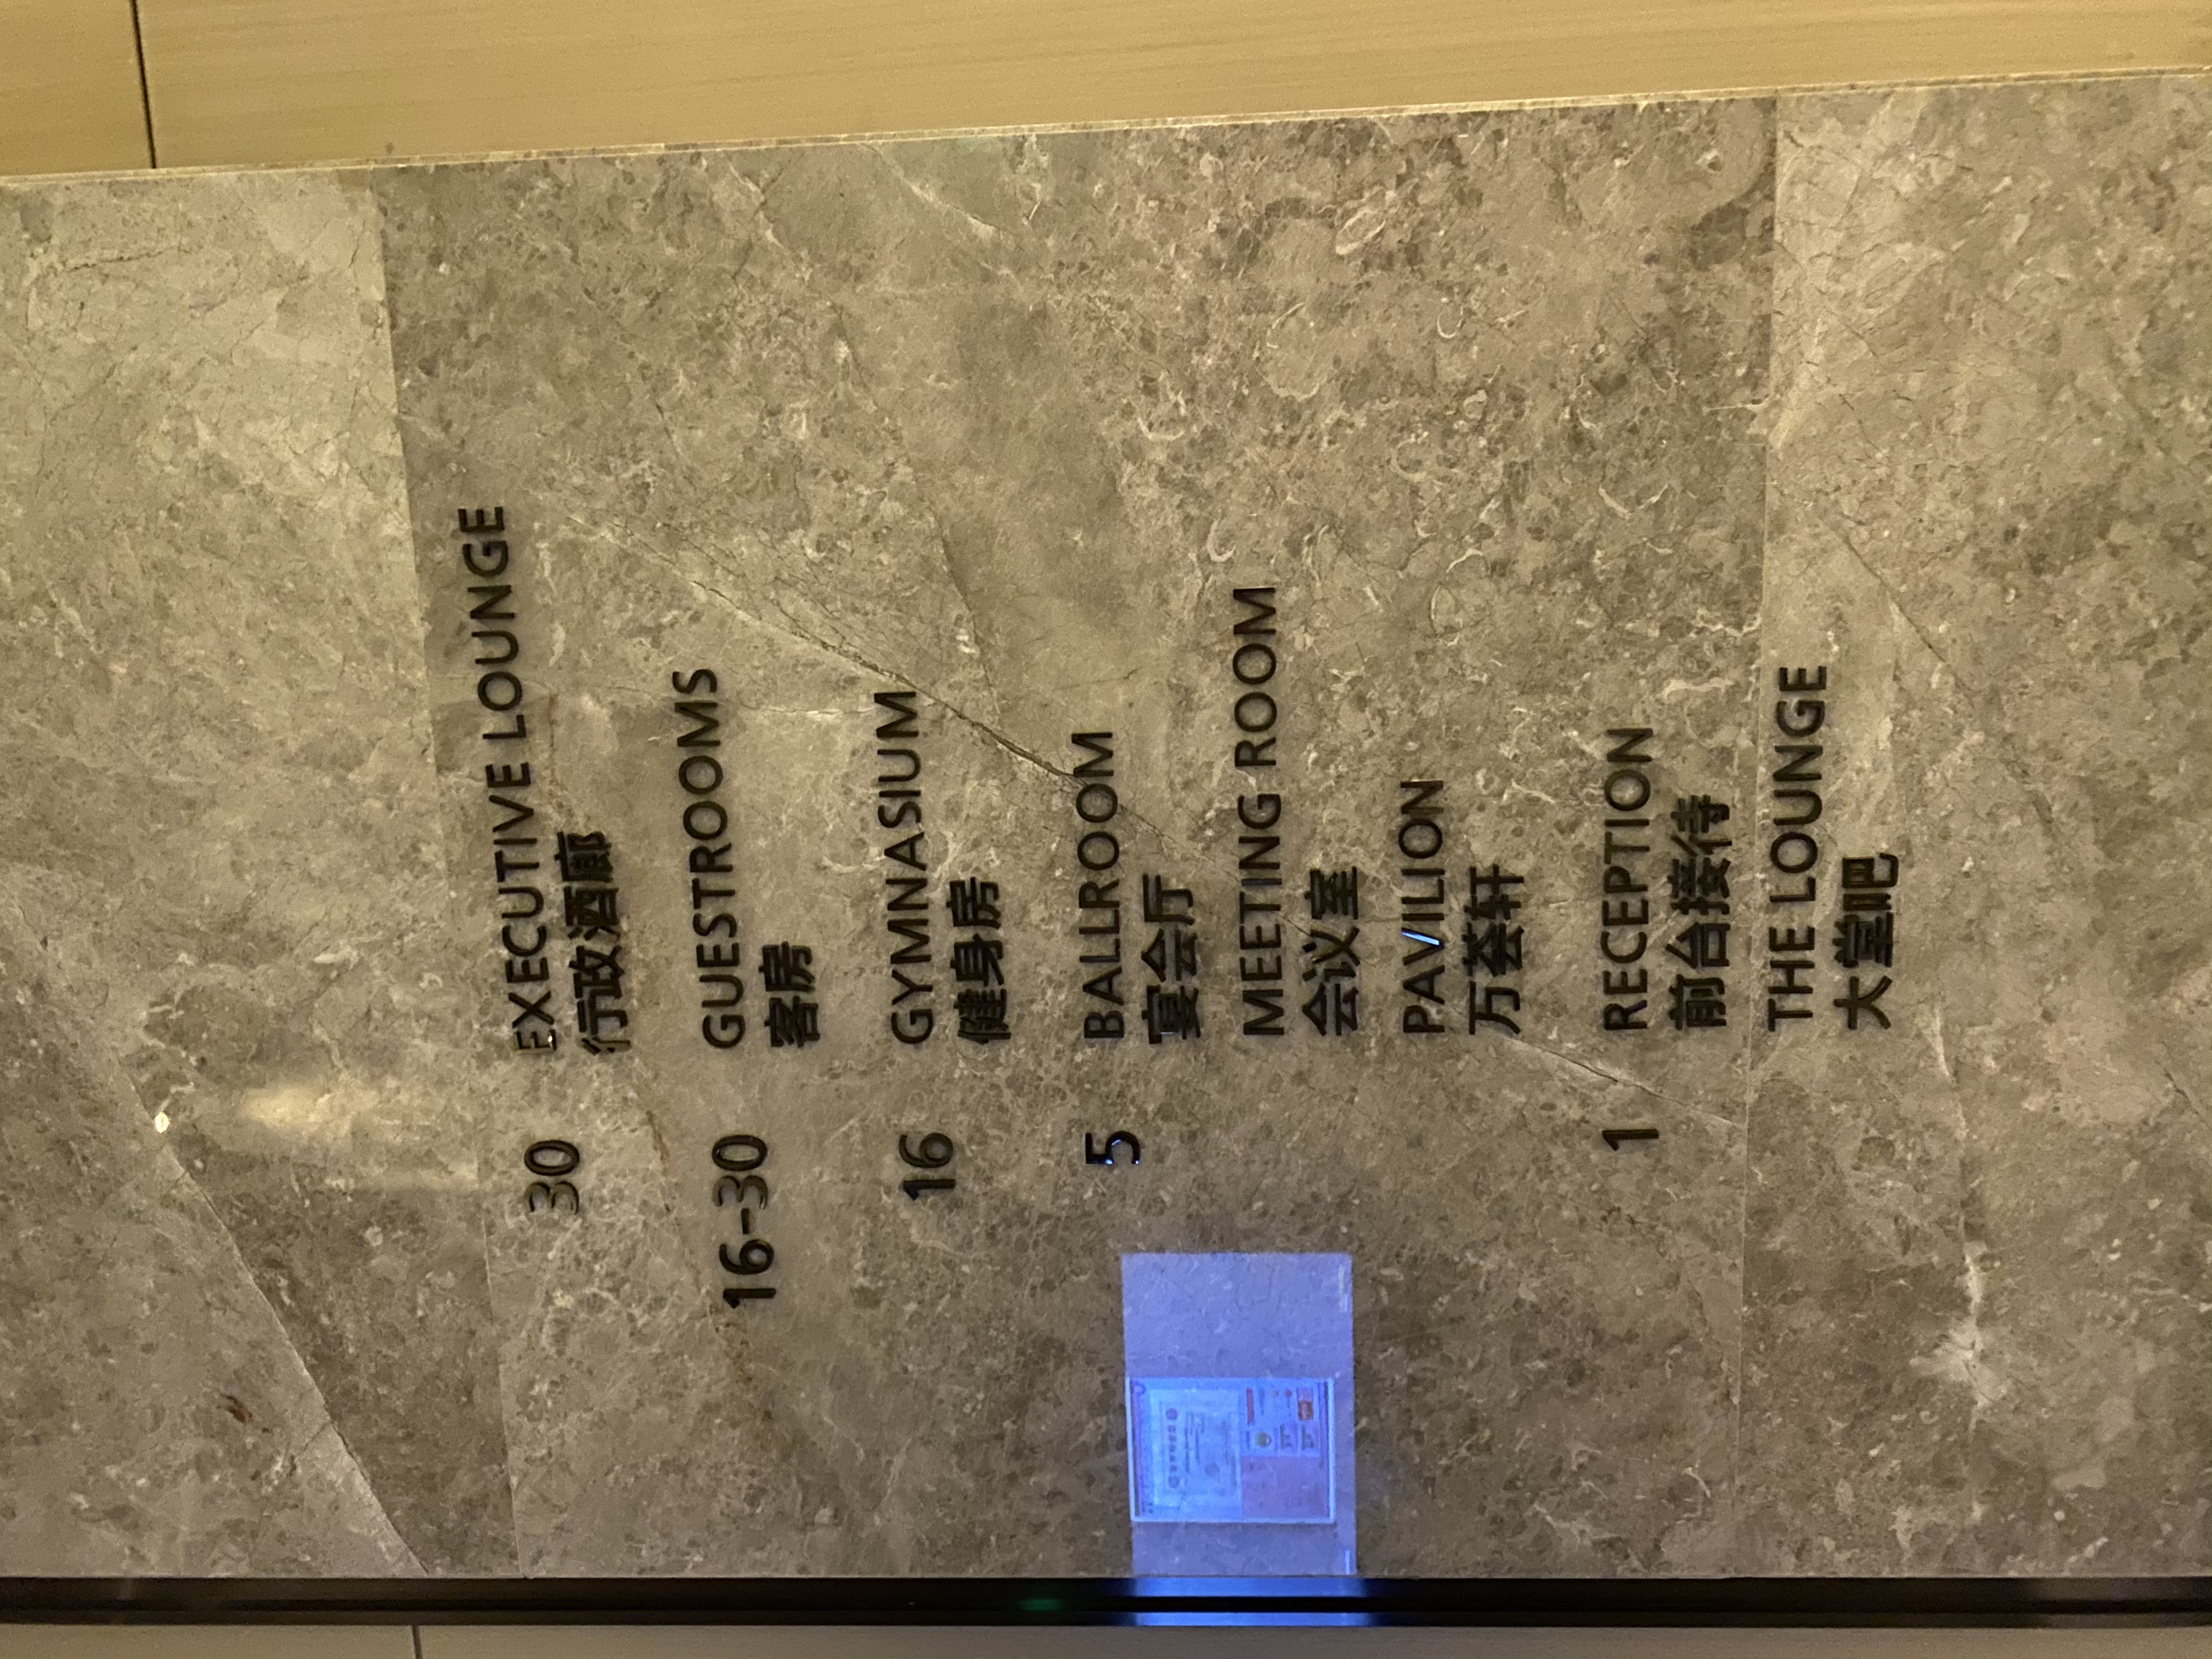 30 EXECUTIVE LOUNGE
行政酒廊
16-30 GUESTROOMS
客房
16 GYMNASIUM
健身房
5 BALLROOM
宴会厅
MEETING ROOM
会议室
PAVILION
万荟轩
1 RECEPTION
前台接待
THE LOUNGE
大堂吧